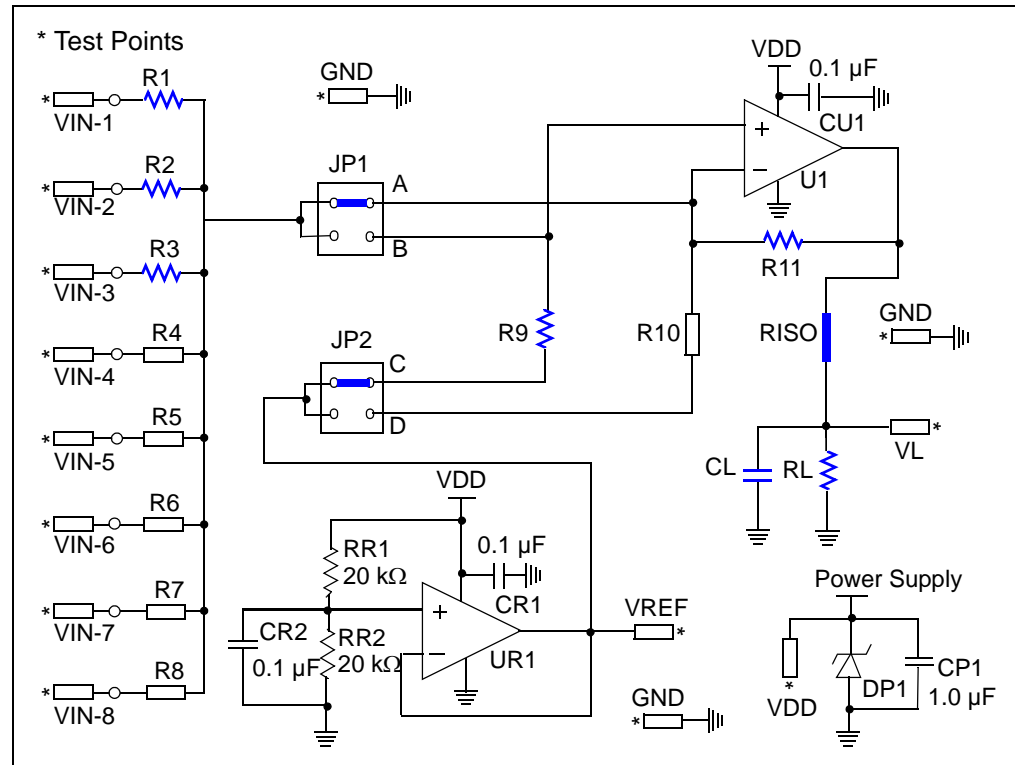 * Test Points
R1
* VIN-1
R2
* VIN-2
R3
* VIN-3
R4
* VIN-4
R5
* VIN-5
R6
* VIN-6
R7
* VIN-7
R8
* VIN-8
GND
*
JP1
A
B
JP2
C
D
R9
R10
R11
VDD
0.1 µF
CU1
+
−
U1
RISO
GND
*
VL
*
CL
RL
VDD
0.1 µF
CR1
RR1
20 kΩ
RR2
20 kΩ
CR2
0.1 µF
+
−
UR1
VREF
*
GND
*
Power Supply
*
VDD
DP1
CP1
1.0 µF